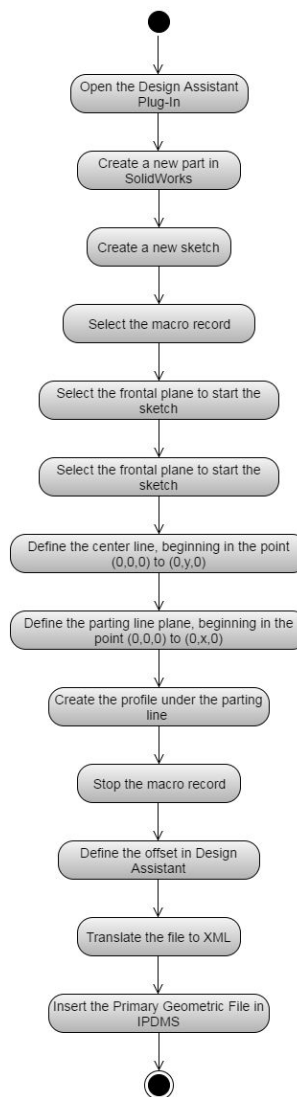 Open the Design Assistant
Plug-In
Create a new part in
SolidWorks
Create a new sketch
Select the macro record
Select the frontal plane to start the
sketch
Select the frontal plane to start the
sketch
Define the center line, beginning in the point
(0,0,0) to (0,y,0)
Define the parting line plane, beginning in the
point (0,0,0) to (0,x,0)
Create the profile under the parting
line
Stop the macro record
Define the offset in Design
Assistant
Translate the file to XML
Insert the Primary Geometric File in
IPDMS